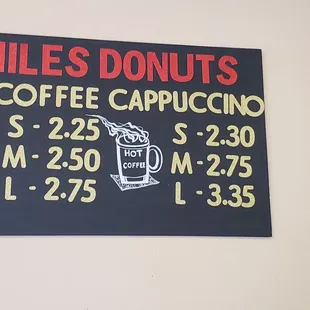 MILES DONUTS
COFFEE CAPPUCCINO
S - 2.25 S - 2.30
M - 2.50 HOT COFFEE M - 2.75
L - 2.75 L - 3.35